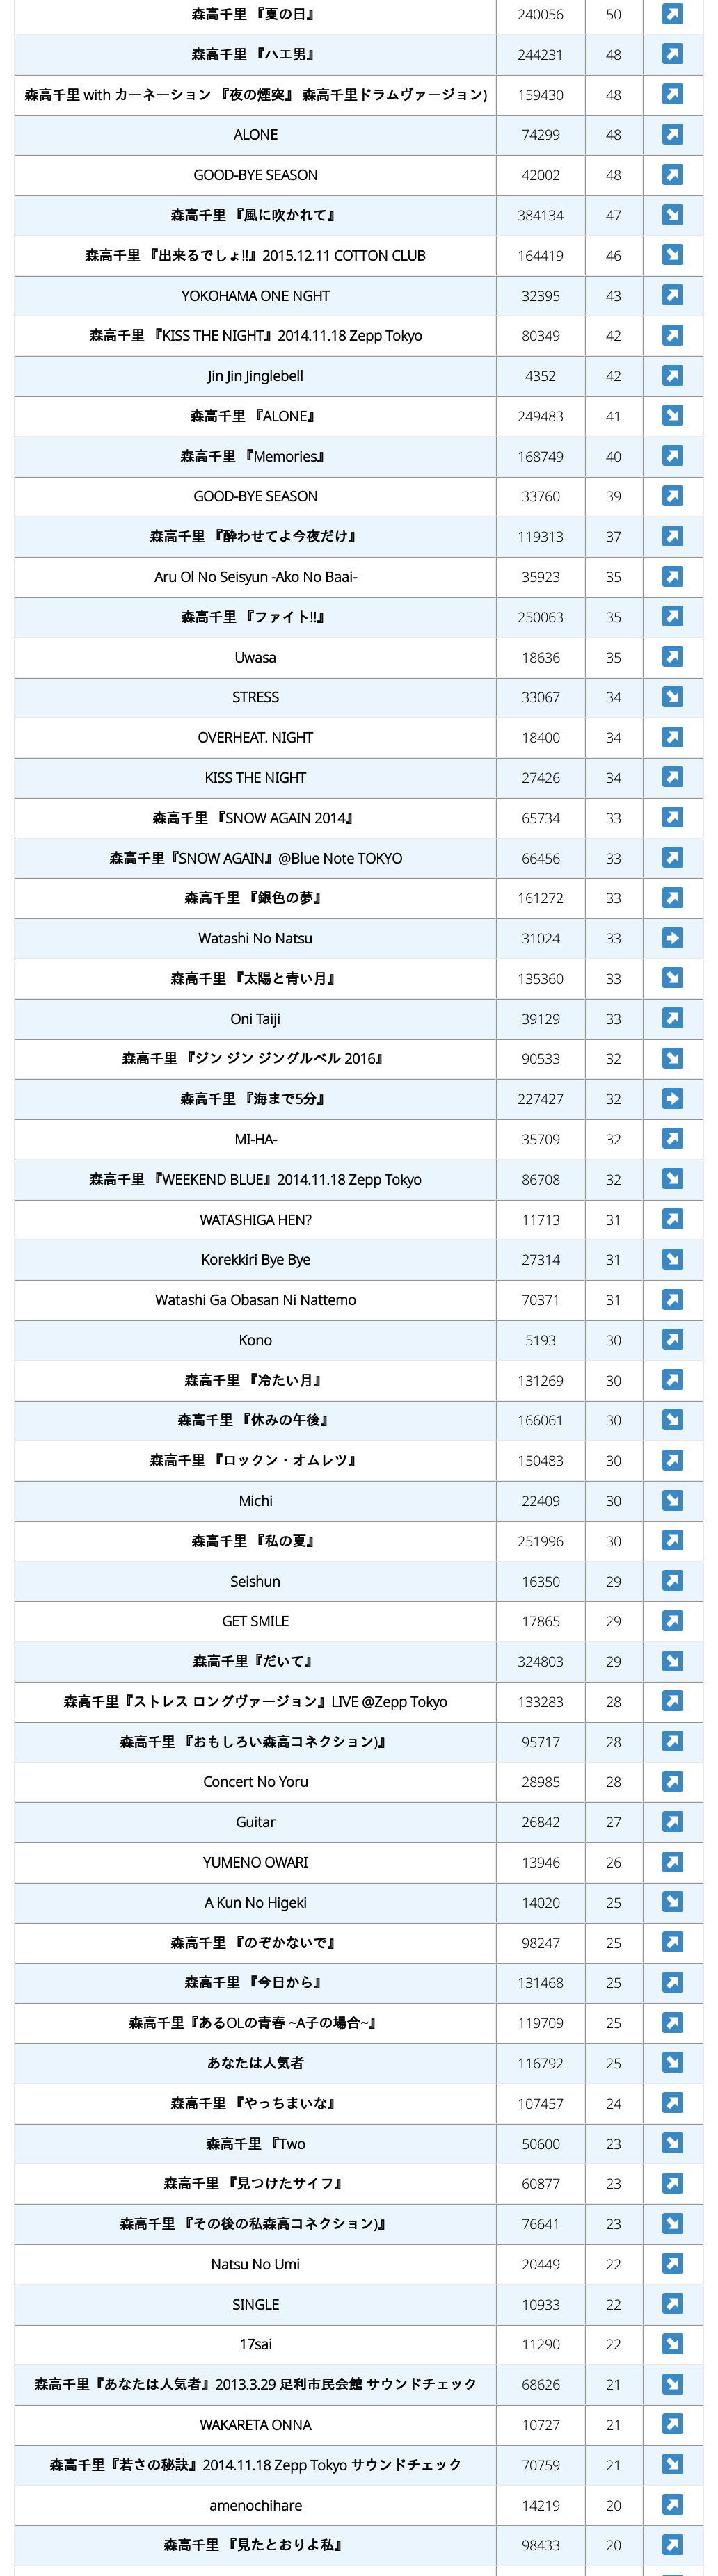 森高千里 『夏の日』 240056 50
森高千里 『ハエ男』 244231 48
森高千里 with カーネーション 『夜の煙突』 森高千里ドラムヴァージョン) 159430 48
ALONE 74299 48
GOOD-BYE SEASON 42002 48
森高千里 『風に吹かれて』 384134 47
森高千里 『出来るでしょ!!』2015.12.11 COTTON CLUB 164419 46
YOKOHAMA ONE NGHT 32395 43
森高千里 『KISS THE NIGHT』2014.11.18 Zepp Tokyo 80349 42
Jin Jin Jinglebell 4352 42
森高千里 『ALONE』 249483 41
森高千里 『Memories』 168749 40
GOOD-BYE SEASON 33760 39
森高千里 『酔わせてよ今夜だけ』 119313 37
Aru Ol No Seisyun -Ako No Baai- 35923 35
森高千里 『ファイト!!』 250063 35
Uwasa 18636 35
STRESS 33067 34
OVERHEAT. NIGHT 18400 34
KISS THE NIGHT 27426 34
森高千里 『SNOW AGAIN 2014』 65734 33
森高千里『SNOW AGAIN』@Blue Note TOKYO 66456 33
森高千里 『銀色の夢』 161272 33
Watashi No Natsu 31024 33
森高千里 『太陽と青い月』 135360 33
Oni Taiji 39129 33
森高千里 『ジン ジン ジングルベル 2016』 90533 32
森高千里 『海まで5分』 227427 32
MI-HA- 35709 32
森高千里 『WEEKEND BLUE』2014.11.18 Zepp Tokyo 86708 32
WATASHIGA HEN? 11713 31
Korekkiri Bye Bye 27314 31
Watashi Ga Obasan Ni Nattemo 70371 31
Kono 5193 30
森高千里 『冷たい月』 131269 30
森高千里 『休みの午後』 166061 30
森高千里 『ロックン・オムレツ』 150483 30
Michi 22409 30
森高千里 『私の夏』 251996 30
Seishun 16350 29
GET SMILE 17865 29
森高千里『だいて』 324803 29
森高千里『ストレス ロングヴァージョン』LIVE @Zepp Tokyo 133283 28
森高千里 『おもしろい森高コネクション)』 95717 28
Concert No Yoru 28985 28
Guitar 26842 27
YUMENO OWARI 13946 26
A Kun No Higeki 14020 25
森高千里 『のぞかないで』 98247 25
森高千里 『今日から』 131468 25
森高千里『あるOLの青春 ~A子の場合~』 119709 25
あなたは人気者 116792 25
森高千里 『やっちまいな』 107457 24
森高千里 『Two 50600 23
森高千里 『見つけたサイフ』 60877 23
森高千里 『その後の私森高コネクション)』 76641 23
Natsu No Umi 20449 22
SINGLE 10933 22
17sai 11290 22
森高千里『あなたは人気者』2013.3.29 足利市民会館 サウンドチェック 68626 21
WAKARETA ONNA 10727 21
森高千里『若さの秘訣』2014.11.18 Zepp Tokyo サウンドチェック 70759 21
amenochihare 14219 20
森高千里 『見たとおりよ私』 98433 20